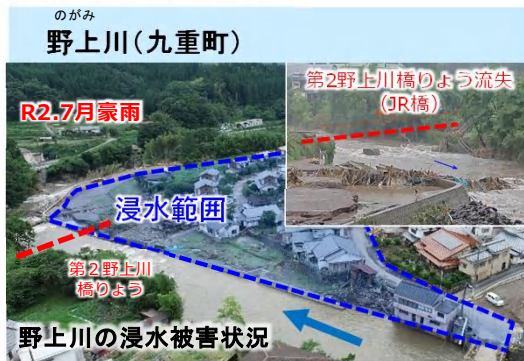 のがみ
野上川（九重町）
R2.7月豪雨
第2野上川橋りょう流失
（JR橋）
浸水範囲
第２野上川
橋りょう
野上川の浸水被害状況